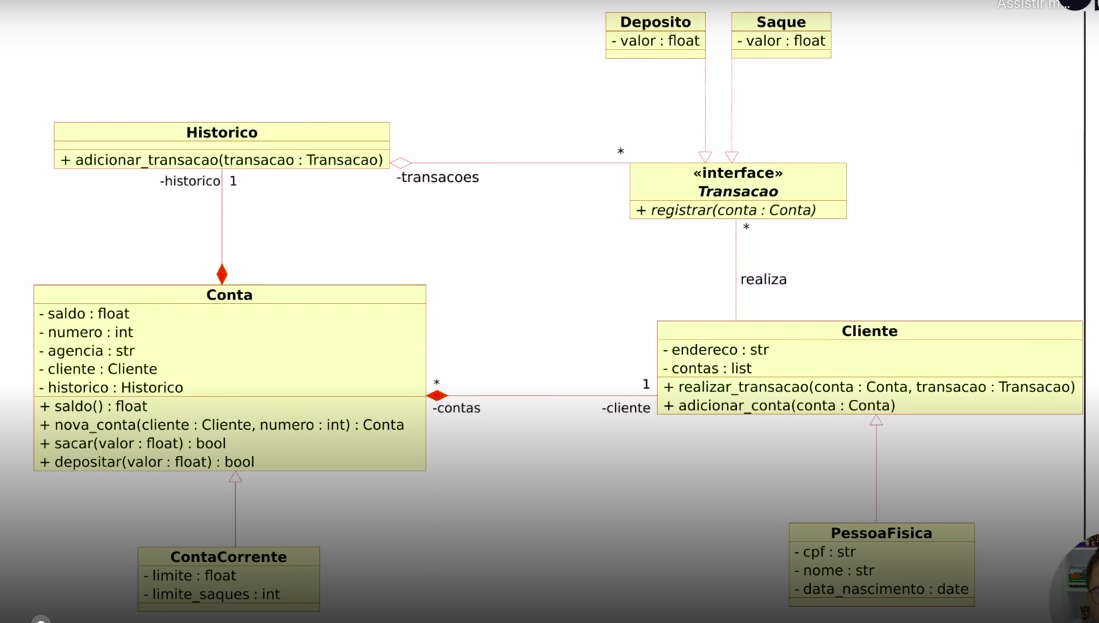 Assistir m...
Deposito
- valor : float
Saque
- valor : float
Historico
+ adicionar_transacao(transacao : Transacao)
-historico 1
-transacoes
*
«interface»
Transacao
+ registrar(conta : Conta)
*
realiza
Conta
- saldo : float
- numero : int
- agencia : str
- cliente : Cliente
- historico : Historico
+ saldo() : float
+ nova_conta(cliente : Cliente, numero : int) : Conta
+ sacar(valor : float) : bool
+ depositar(valor : float) : bool
*
-contas
1
-cliente
Cliente
- endereco : str
- contas : list
+ realizar_transacao(conta : Conta, transacao : Transacao)
+ adicionar_conta(conta : Conta)
ContaCorrente
- limite : float
- limite_saques : int
PessoaFisica
- cpf : str
- nome : str
- data_nascimento : date